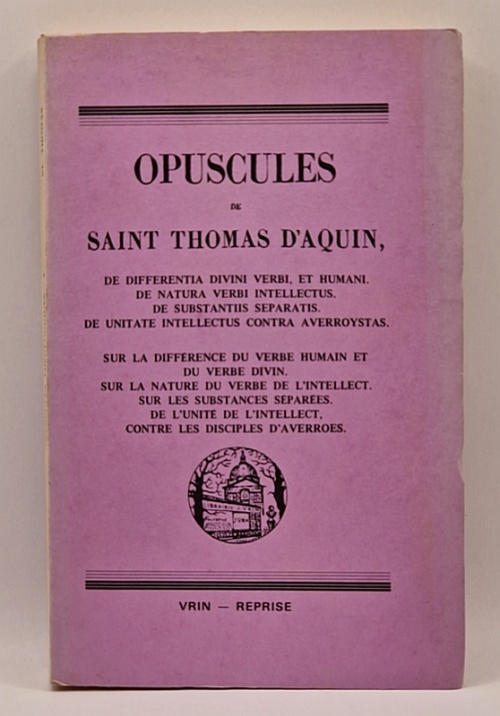 OPUSCULES
DE
SAINT THOMAS D'AQUIN,
DE DIFFERENTIA DIVINI VERBI, ET HUMANI.
DE NATURA VERBI INTELLECTUS.
DE SUBSTANTIIS SEPARATIS.
DE UNITATE INTELLECTUS CONTRA AVERROYSTAS.
SUR LA DIFFÉRENCE DU VERBE HUMAIN ET
DU VERBE DIVIN.
SUR LA NATURE DU VERBE DE L'INTELLECT.
SUR LES SUBSTANCES SÉPARÉES.
DE L'UNITÉ DE L'INTELLECT,
CONTRE LES DISCIPLES D'AVERROES.
LIBRAIRIE J. VRIN
VRIN — REPRISE